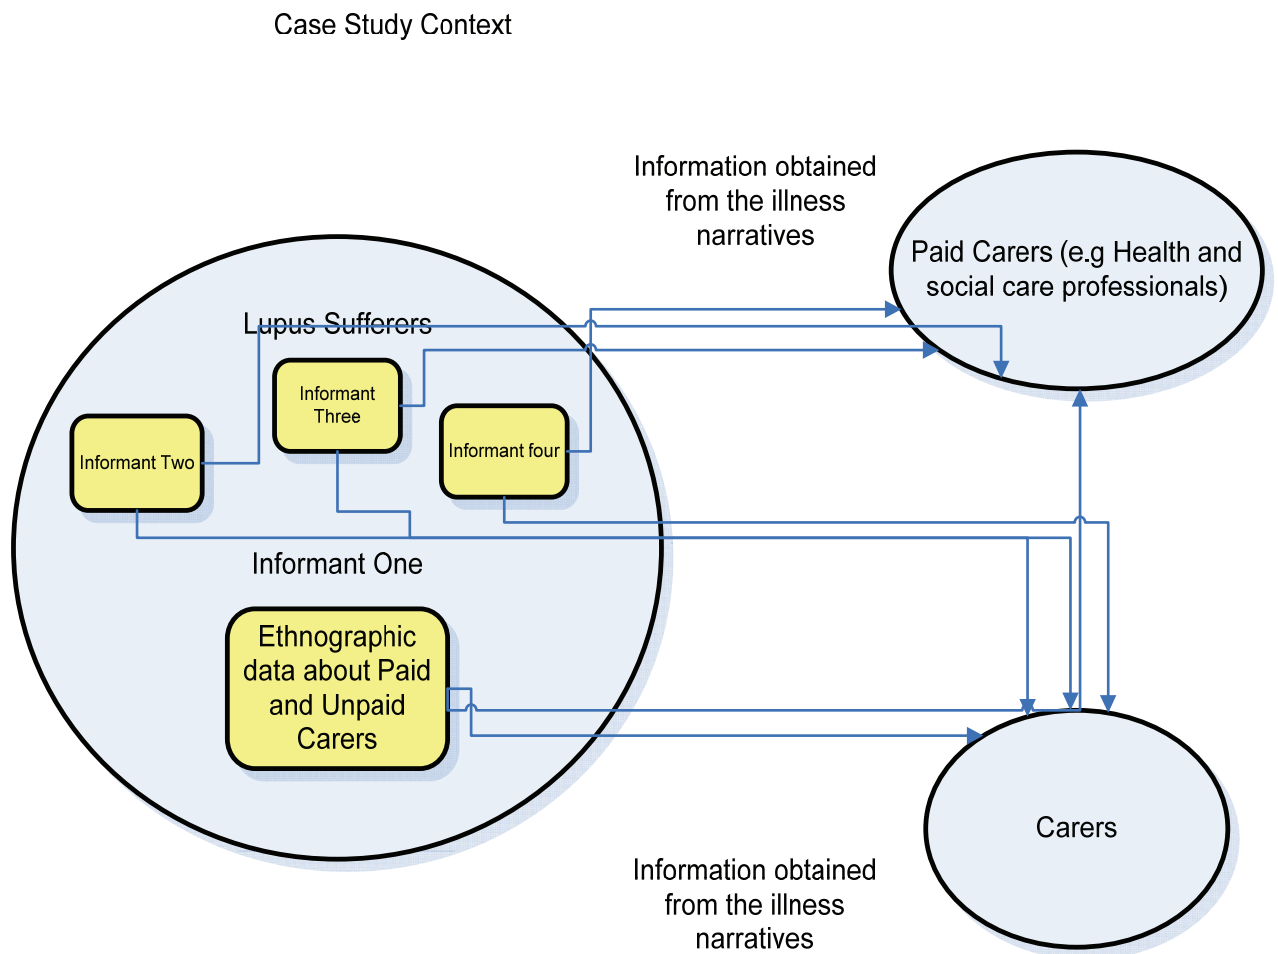 Case Study Context
Information obtained
from the illness
narratives
Paid Carers (e.g Health and
social care professionals)
Lupus Sufferers
Informant
Three
Informant Two
Informant four
Informant One
Ethnographic
data about Paid
and Unpaid
Carers
Carers
Information obtained
from the illness
narratives